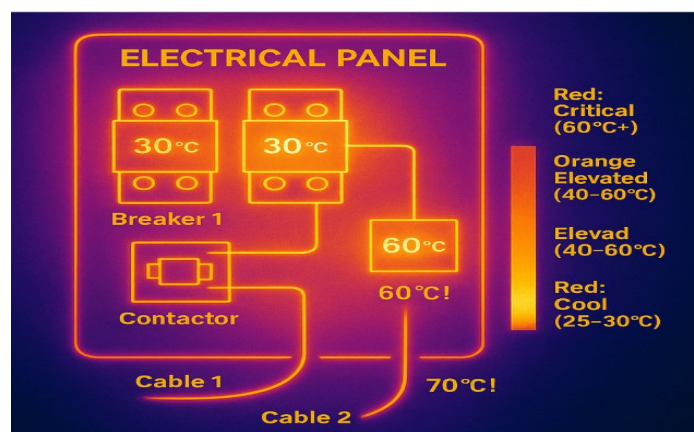 ELECTRICAL PANEL
30°C
30°C
Breaker 1
60°C
60°C!
Contactor
Cable 1
70°C!
Cable 2
Red:
Critical
(60°C+)
Orange
Elevated
(40–60°C)
Elevad
(40–60°C)
Red:
Cool
(25–30°C)